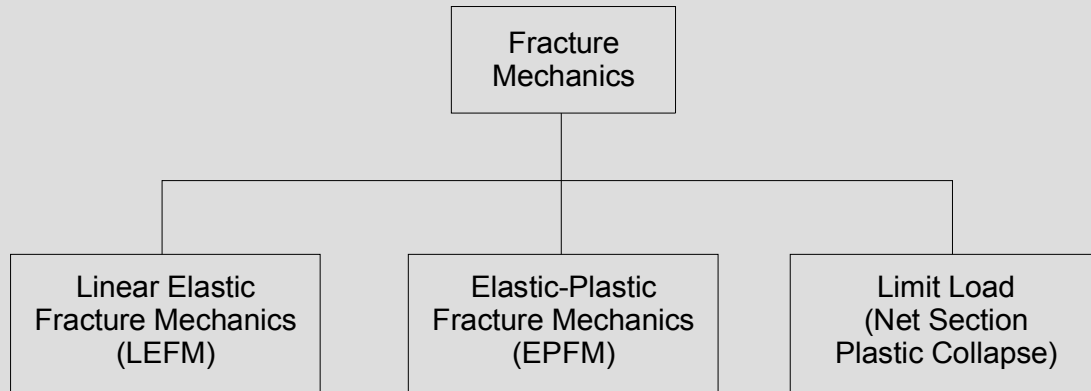 Fracture
Mechanics
Linear Elastic
Fracture Mechanics
(LEFM)
Elastic-Plastic
Fracture Mechanics
(EPFM)
Limit Load
(Net Section
Plastic Collapse)